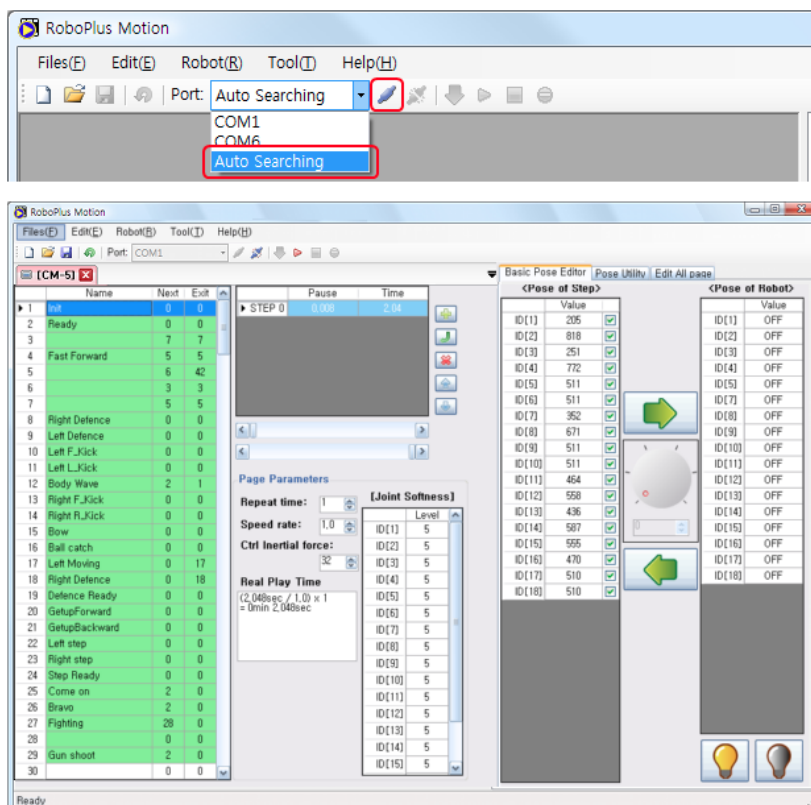 RoboPlus Motion
Files(F) Edit(E) Robot(R) Tool(T) Help(H)
Port: Auto Searching
COM1
COM6
Auto Searching
RoboPlus Motion
Files(F) Edit(E) Robot(R) Tool(T) Help(H)
Port: COM1
[CM-5]
Basic Pose Editor Pose Utility Edit All page
Name Next Exit
1 Init 0 0
2 Ready 0 0
3 7 7
4 Fast Forward 5 5
5 6 42
6 3 3
7 5 5
8 Right Defence 0 0
9 Left Defence 0 0
10 Left F_Kick 0 0
11 Left L_Kick 0 0
12 Body Wave 2 1
13 Right F_Kick 0 0
14 Right R_Kick 0 0
15 Bow 0 0
16 Ball catch 0 0
17 Left Moving 0 17
18 Right Defence 0 18
19 Defence Ready 0 0
20 GetupForward 0 0
21 GetupBackward 0 0
22 Left step 0 0
23 Right step 0 0
24 Step Ready 0 0
25 Come on 2 0
26 Bravo 2 0
27 Fighting 28 0
28 0 0
29 Gun shoot 2 0
30 0 0
Pause Time
STEP 0 0.008 2.04
Page Parameters
Repeat time: 1
Speed rate: 1.0
Ctrl Inertial force:
32
Real Play Time
(2.048sec / 1.0) x 1
= 0min 2.048sec
[Joint Softness]
Level
ID[1] 5
ID[2] 5
ID[3] 5
ID[4] 5
ID[5] 5
ID[6] 5
ID[7] 5
ID[8] 5
ID[9] 5
ID[10] 5
ID[11] 5
ID[12] 5
ID[13] 5
ID[14] 5
ID[15] 5
<Pose of Step>
Value
ID[1] 205
ID[2] 818
ID[3] 251
ID[4] 772
ID[5] 511
ID[6] 511
ID[7] 352
ID[8] 671
ID[9] 511
ID[10] 511
ID[11] 464
ID[12] 558
ID[13] 436
ID[14] 587
ID[15] 555
ID[16] 470
ID[17] 510
ID[18] 510
0
<Pose of Robot>
Value
ID[1] OFF
ID[2] OFF
ID[3] OFF
ID[4] OFF
ID[5] OFF
ID[7] OFF
ID[8] OFF
ID[9] OFF
ID[10] OFF
ID[11] OFF
ID[12] OFF
ID[13] OFF
ID[14] OFF
ID[15] OFF
ID[16] OFF
ID[17] OFF
ID[18] OFF
Ready